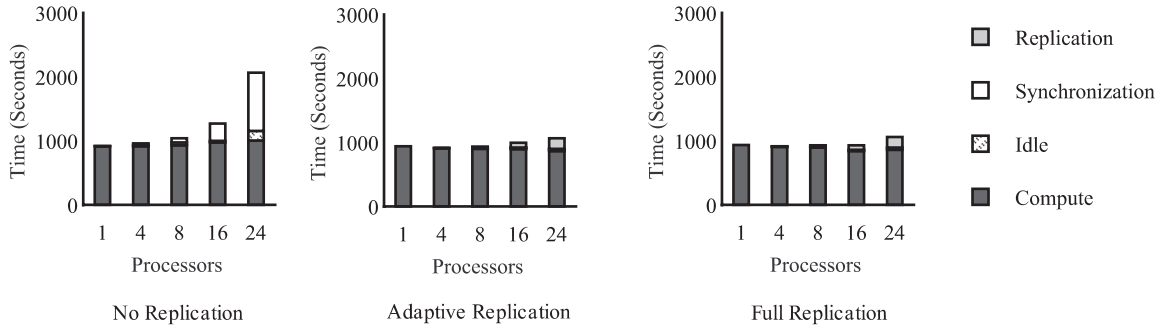 3000
2000
1000
0
Time (Seconds)
1 4 8 16 24
Processors
No Replication
3000
2000
1000
0
Time (Seconds)
1 4 8 16 24
Processors
Adaptive Replication
3000
2000
1000
0
Time (Seconds)
1 4 8 16 24
Processors
Full Replication
Replication
Synchronization
Idle
Compute